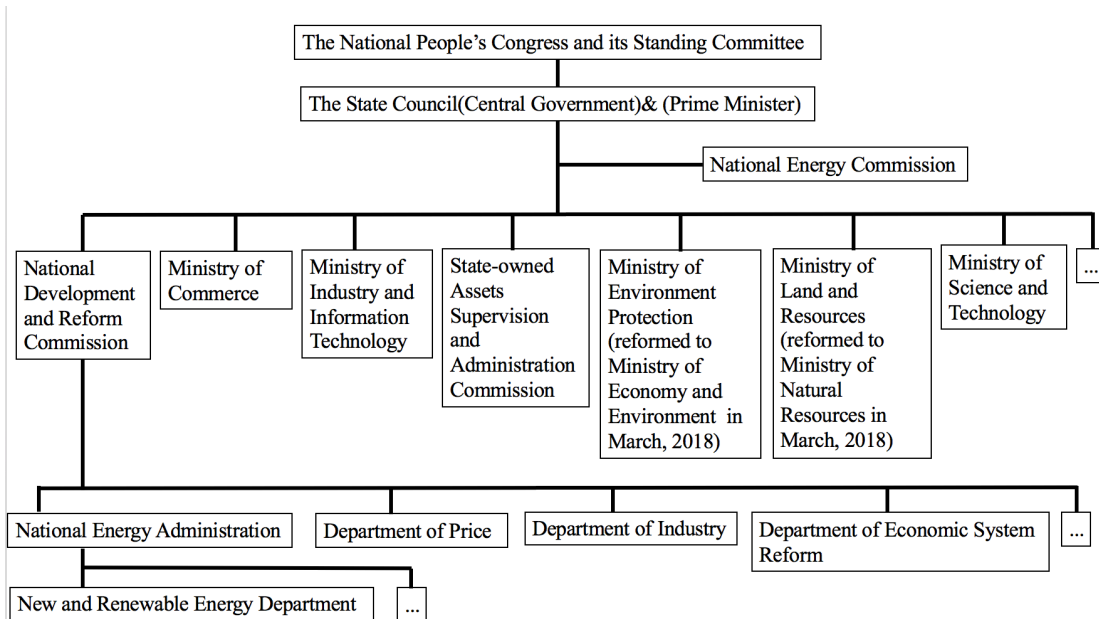 The National People's Congress and its Standing Committee
The State Council(Central Government)& (Prime Minister)
National Energy Commission
National
Development
and Reform
Commission
Ministry of
Commerce
Ministry of
Industry and
Information
Technology
State-owned
Assets
Supervision
and
Administration
Commission
Ministry of
Environment
Protection
(reformed to
Ministry of
Economy and
Environment in
March, 2018)
Ministry of
Land and
Resources
(reformed to
Ministry of
Natural
Resources in
March, 2018)
Ministry of
Science and
Technology
...
National Energy Administration
Department of Price
Department of Industry
Department of Economic System
Reform
...
New and Renewable Energy Department
...